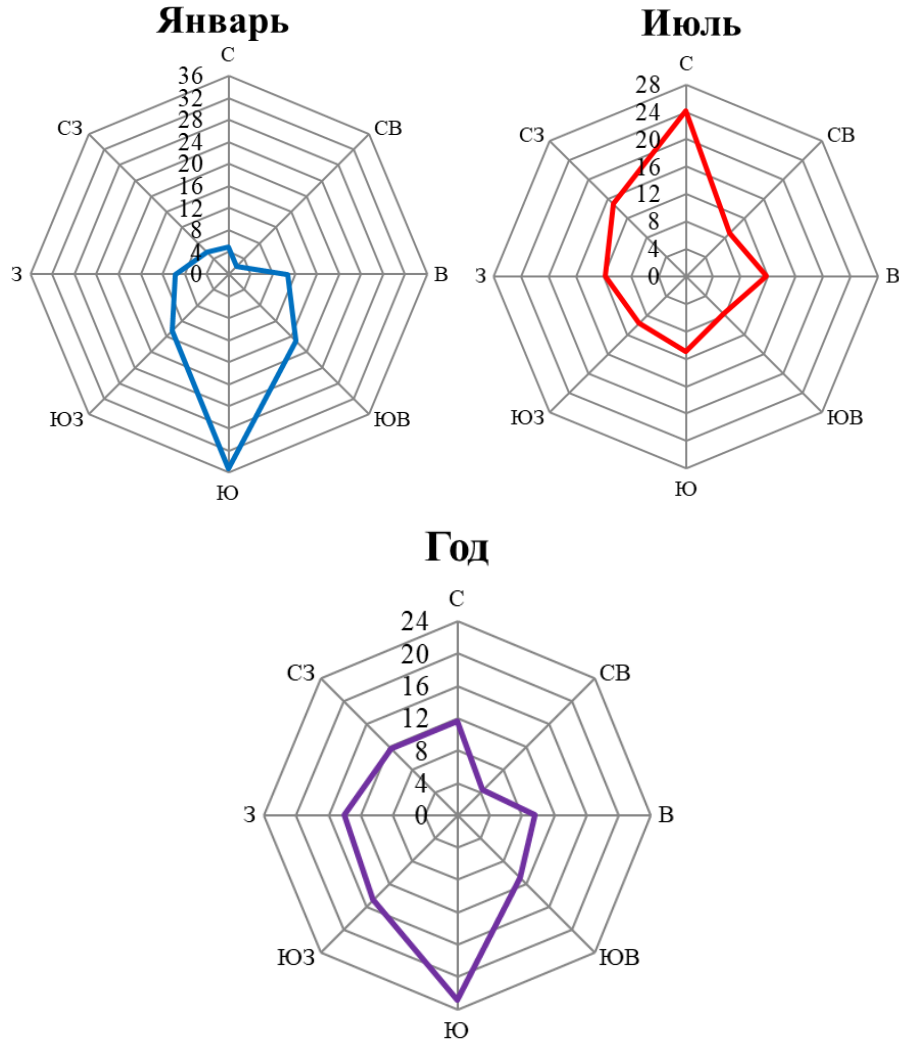 Январь
С
36
32
28
24
20
16
12
8
4
0
СЗ
СВ
З
В
ЮЗ
ЮВ
Ю
Июль
С
28
24
20
16
12
8
4
0
СЗ
СВ
З
В
ЮЗ
ЮВ
Ю
Год
С
24
20
16
12
8
4
0
СЗ
СВ
З
В
ЮЗ
ЮВ
Ю